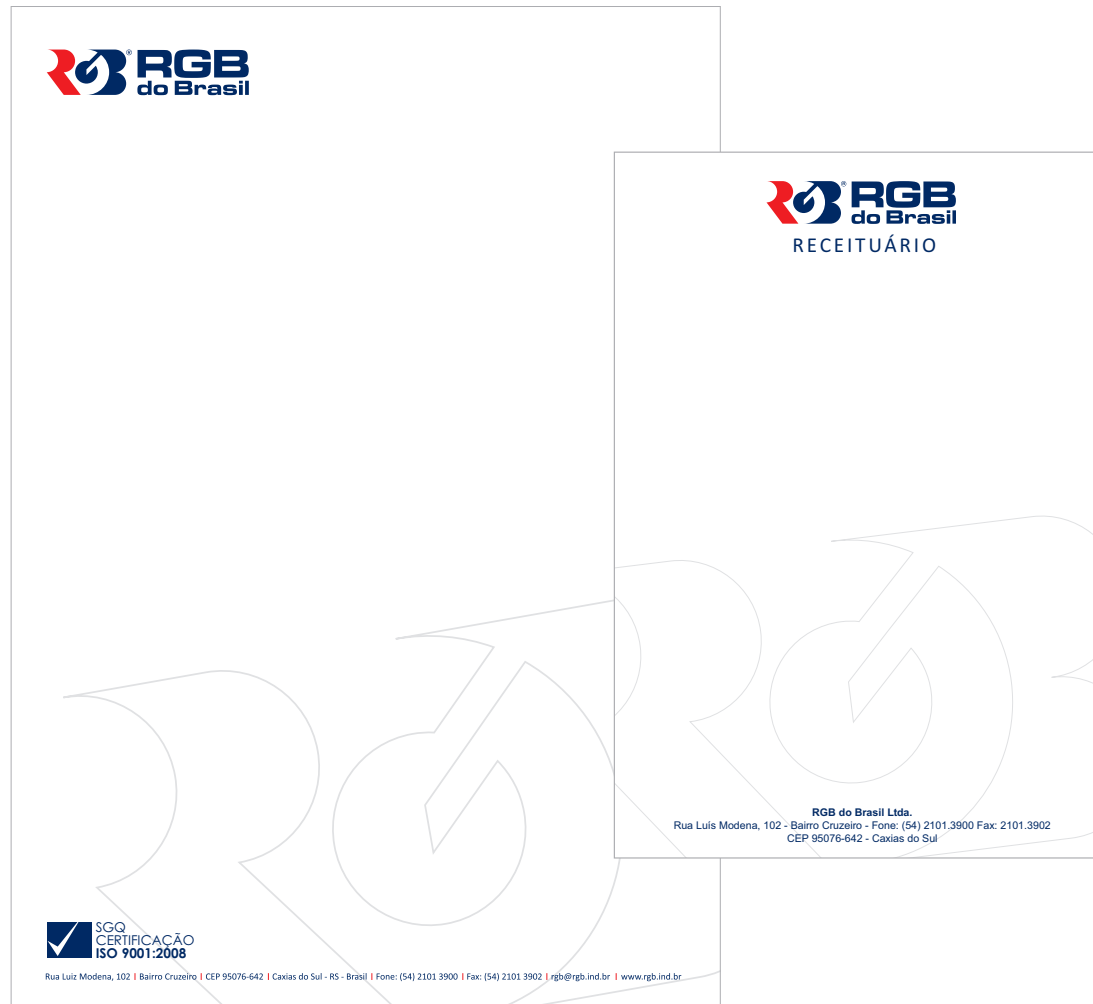 RGB® RGB
do Brasil
SGQ
CERTIFICAÇÃO
ISO 9001:2008
Rua Luiz Modena, 102 | Bairro Cruzeiro | CEP 95076-642 | Caxias do Sul - RS - Brasil | Fone: (54) 2101 3900 | Fax: (54) 2101 3902 | rgb@rgb.ind.br | www.rgb.ind.br
RGB® RGB
do Brasil
RECEITUÁRIO
RGB do Brasil Ltda.
Rua Luís Modena, 102 - Bairro Cruzeiro - Fone: (54) 2101.3900 Fax: 2101.3902
CEP 95076-642 - Caxias do Sul